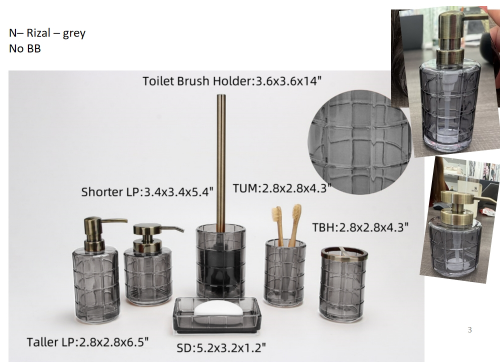 N– Rizal – grey
No BB
Toilet Brush Holder:3.6x3.6x14"
Shorter LP:3.4x3.4x5.4"
TUM:2.8x2.8x4.3"
TBH:2.8x2.8x4.3"
Taller LP:2.8x2.8x6.5"
SD:5.2x3.2x1.2"
3